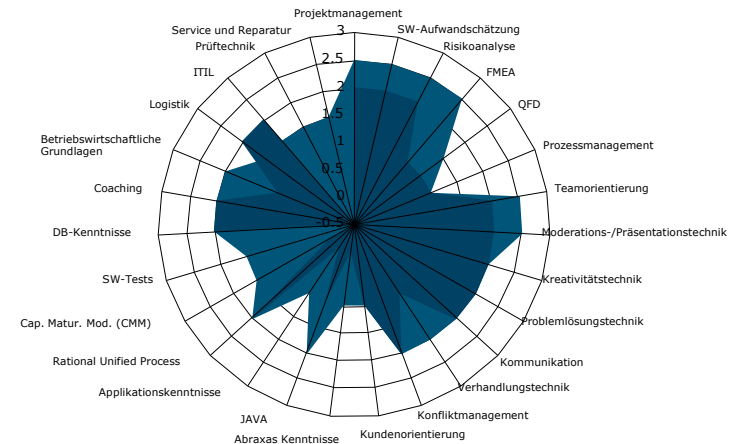 Projektmanagement
SW-Aufwandschätzung
Risikoanalyse
FMEA
QFD
Prozessmanagement
Teamorientierung
Moderations-/Präsentationstechnik
Kreativitätstechnik
Problemlösungstechnik
Kommunikation
Verhandlungstechnik
Konfliktmanagement
Kundenorientierung
Abraxas Kenntnisse
JAVA
Applikationskenntnisse
Rational Unified Process
Cap. Matur. Mod. (CMM)
SW-Tests
DB-Kenntnisse
Coaching
Betriebswirtschaftliche
Grundlagen
Logistik
ITIL
Prüftechnik
Service und Reparatur
3
2.5
2
1.5
1
0.5
0
-0.5